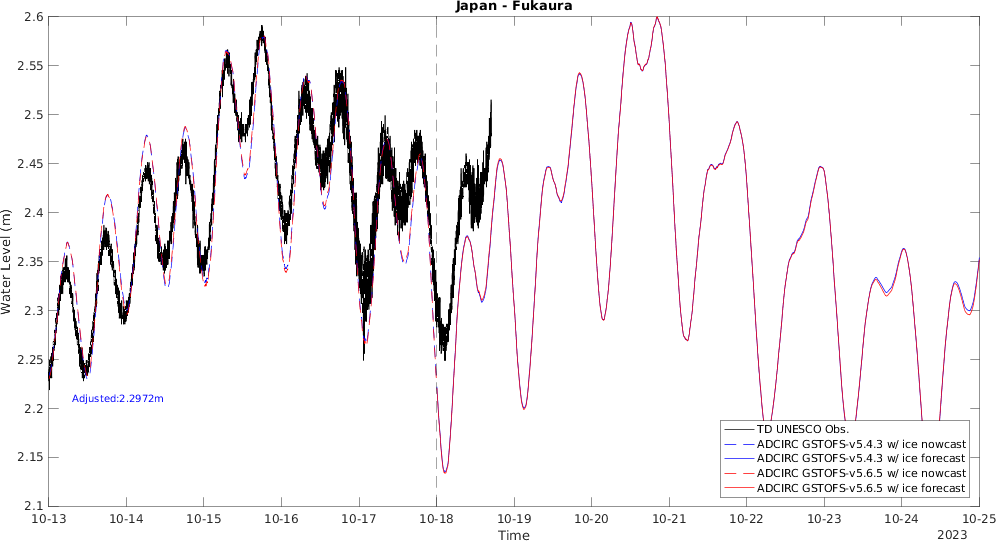 Japan - Fukaura
2.6
2.55
2.5
2.45
2.4
2.35
2.3
2.25
2.2
2.15
2.1
Water Level (m)
Adjusted:2.2972m
TD UNESCO Obs.
ADCIRC GSTOFS-v5.4.3 w/ ice nowcast
ADCIRC GSTOFS-v5.4.3 w/ ice forecast
ADCIRC GSTOFS-v5.6.5 w/ ice nowcast
ADCIRC GSTOFS-v5.6.5 w/ ice forecast
10-13 10-14 10-15 10-16 10-17 10-18 10-19 10-20 10-21 10-22 10-23 10-24 10-25
Time
2023